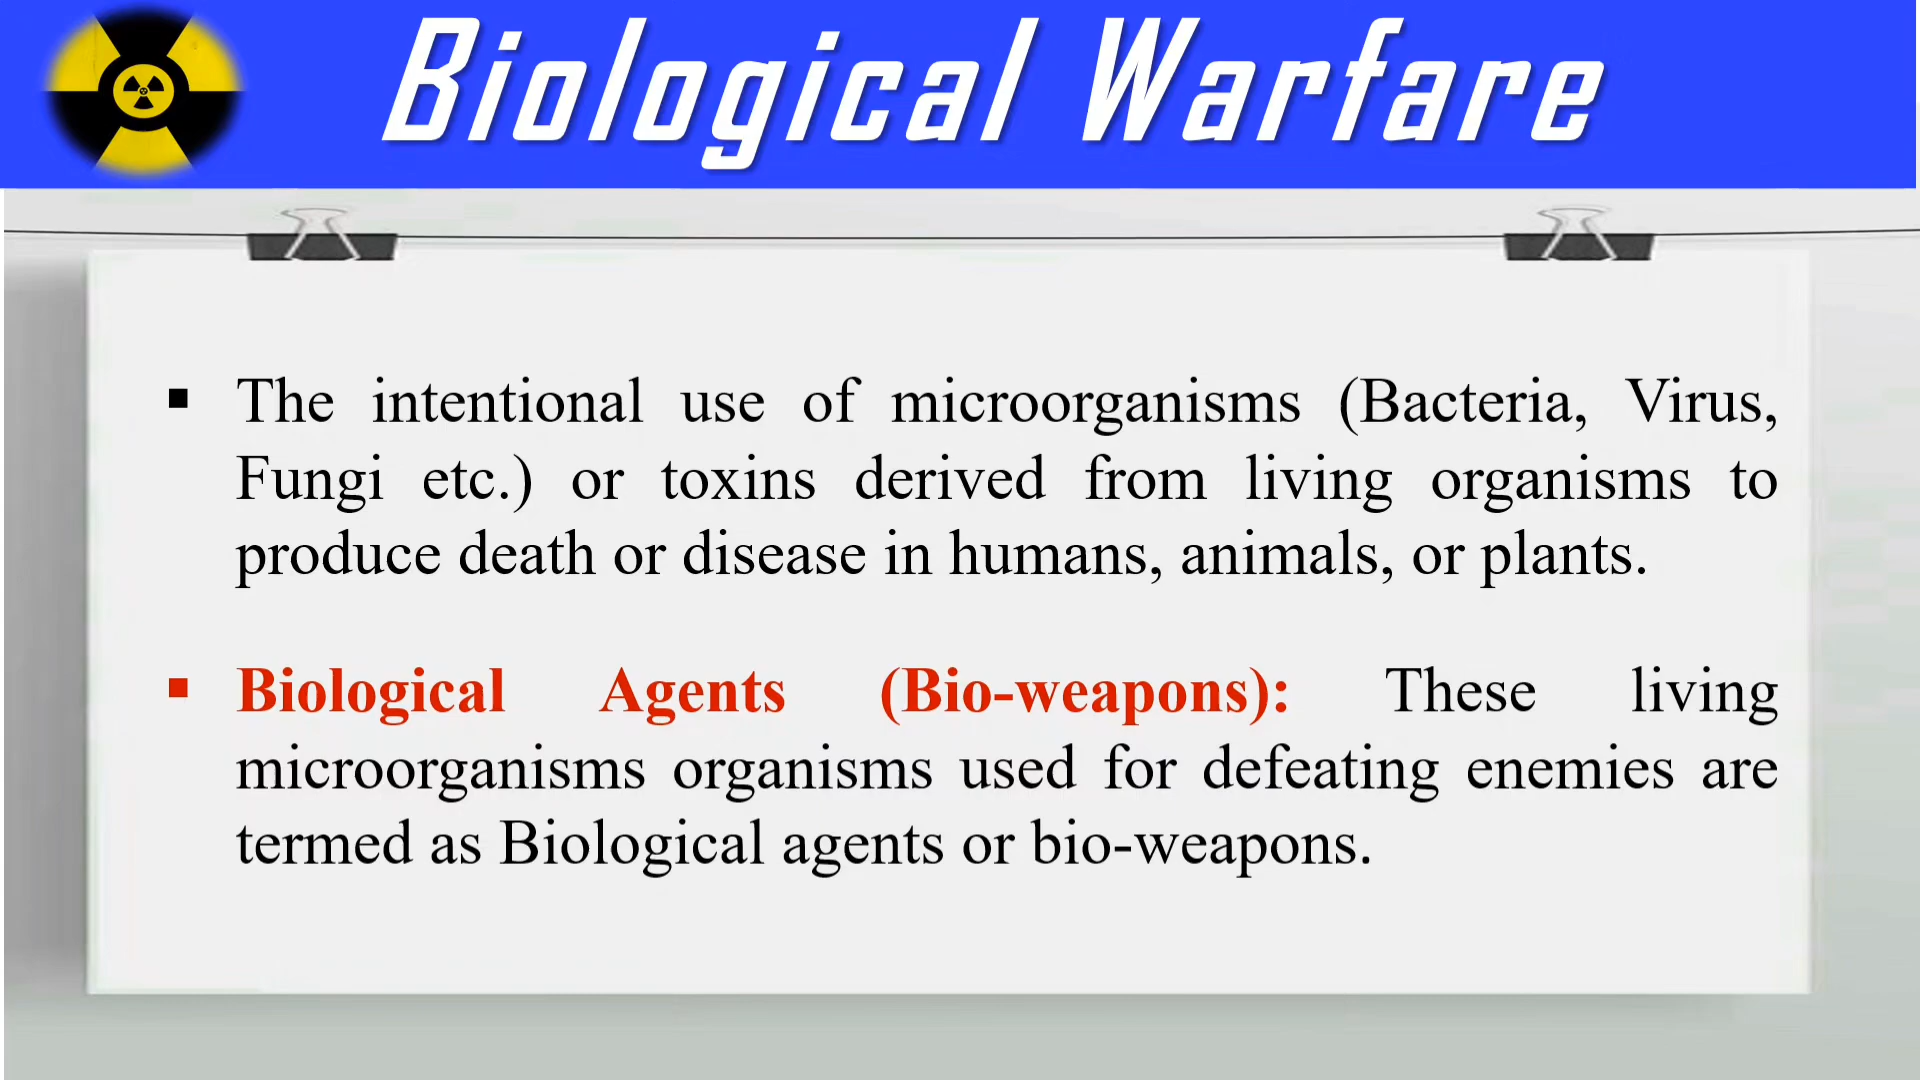 Biological Warfare
▪ The intentional use of microorganisms (Bacteria, Virus,
Fungi etc.) or toxins derived from living organisms to
produce death or disease in humans, animals, or plants.
▪ Biological Agents (Bio-weapons): These living
microorganisms organisms used for defeating enemies are
termed as Biological agents or bio-weapons.